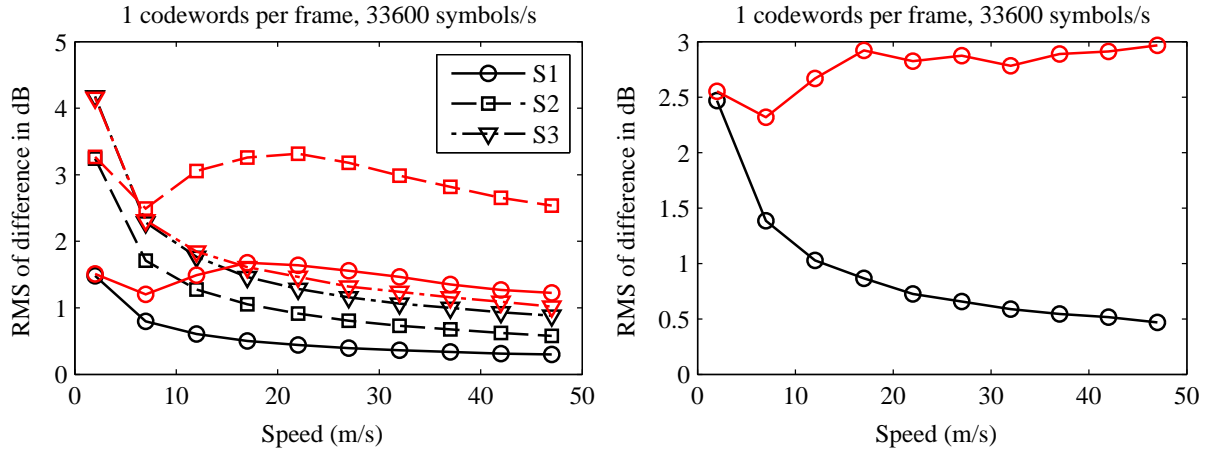 1 codewords per frame, 33600 symbols/s
5
4
3
2
1
0
RMS of difference in dB
S1
S2
S3
0 10 20 30 40 50
Speed (m/s)
1 codewords per frame, 33600 symbols/s
3
2.5
2
1.5
1
0.5
0
RMS of difference in dB
0 10 20 30 40 50
Speed (m/s)